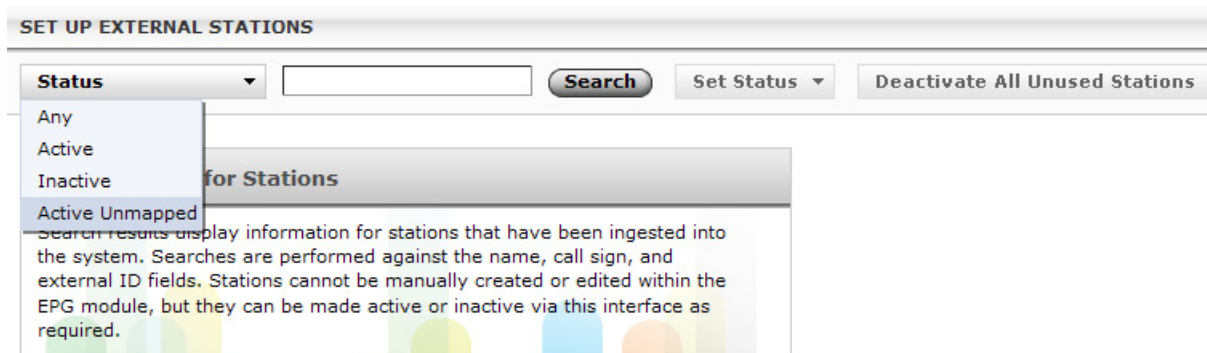 SET UP EXTERNAL STATIONS
Status Search Set Status Deactivate All Unused Stations
Any
Active
Inactive
for Stations
Active Unmapped
Search results display information for stations that have been ingested into
the system. Searches are performed against the name, call sign, and
external ID fields. Stations cannot be manually created or edited within the
EPG module, but they can be made active or inactive via this interface as
required.